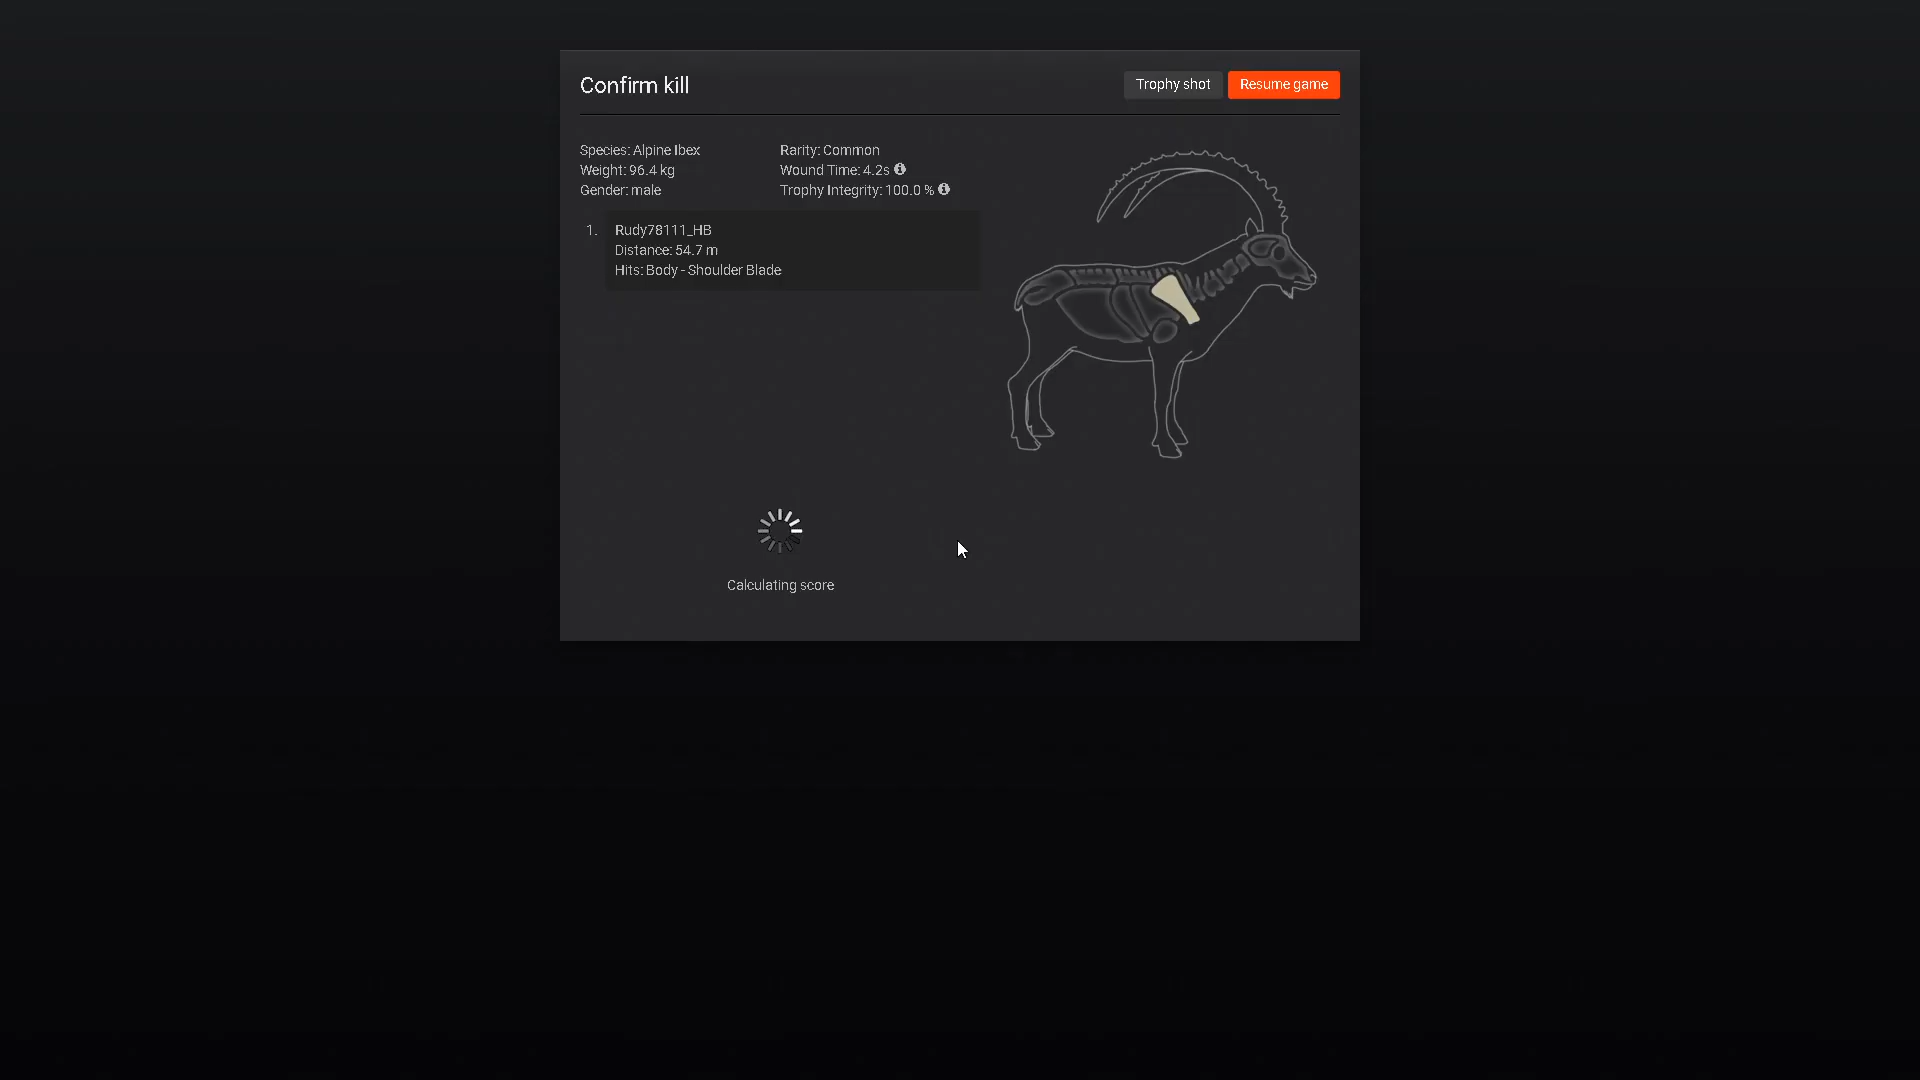 Confirm kill
Trophy shot
Resume game
Species: Alpine Ibex
Weight: 96.4 kg
Gender: male
Rarity: Common
Wound Time: 4.2s
Trophy Integrity: 100.0 %
1.
Rudy78111_HB
Distance: 54.7 m
Hits: Body - Shoulder Blade
Calculating score